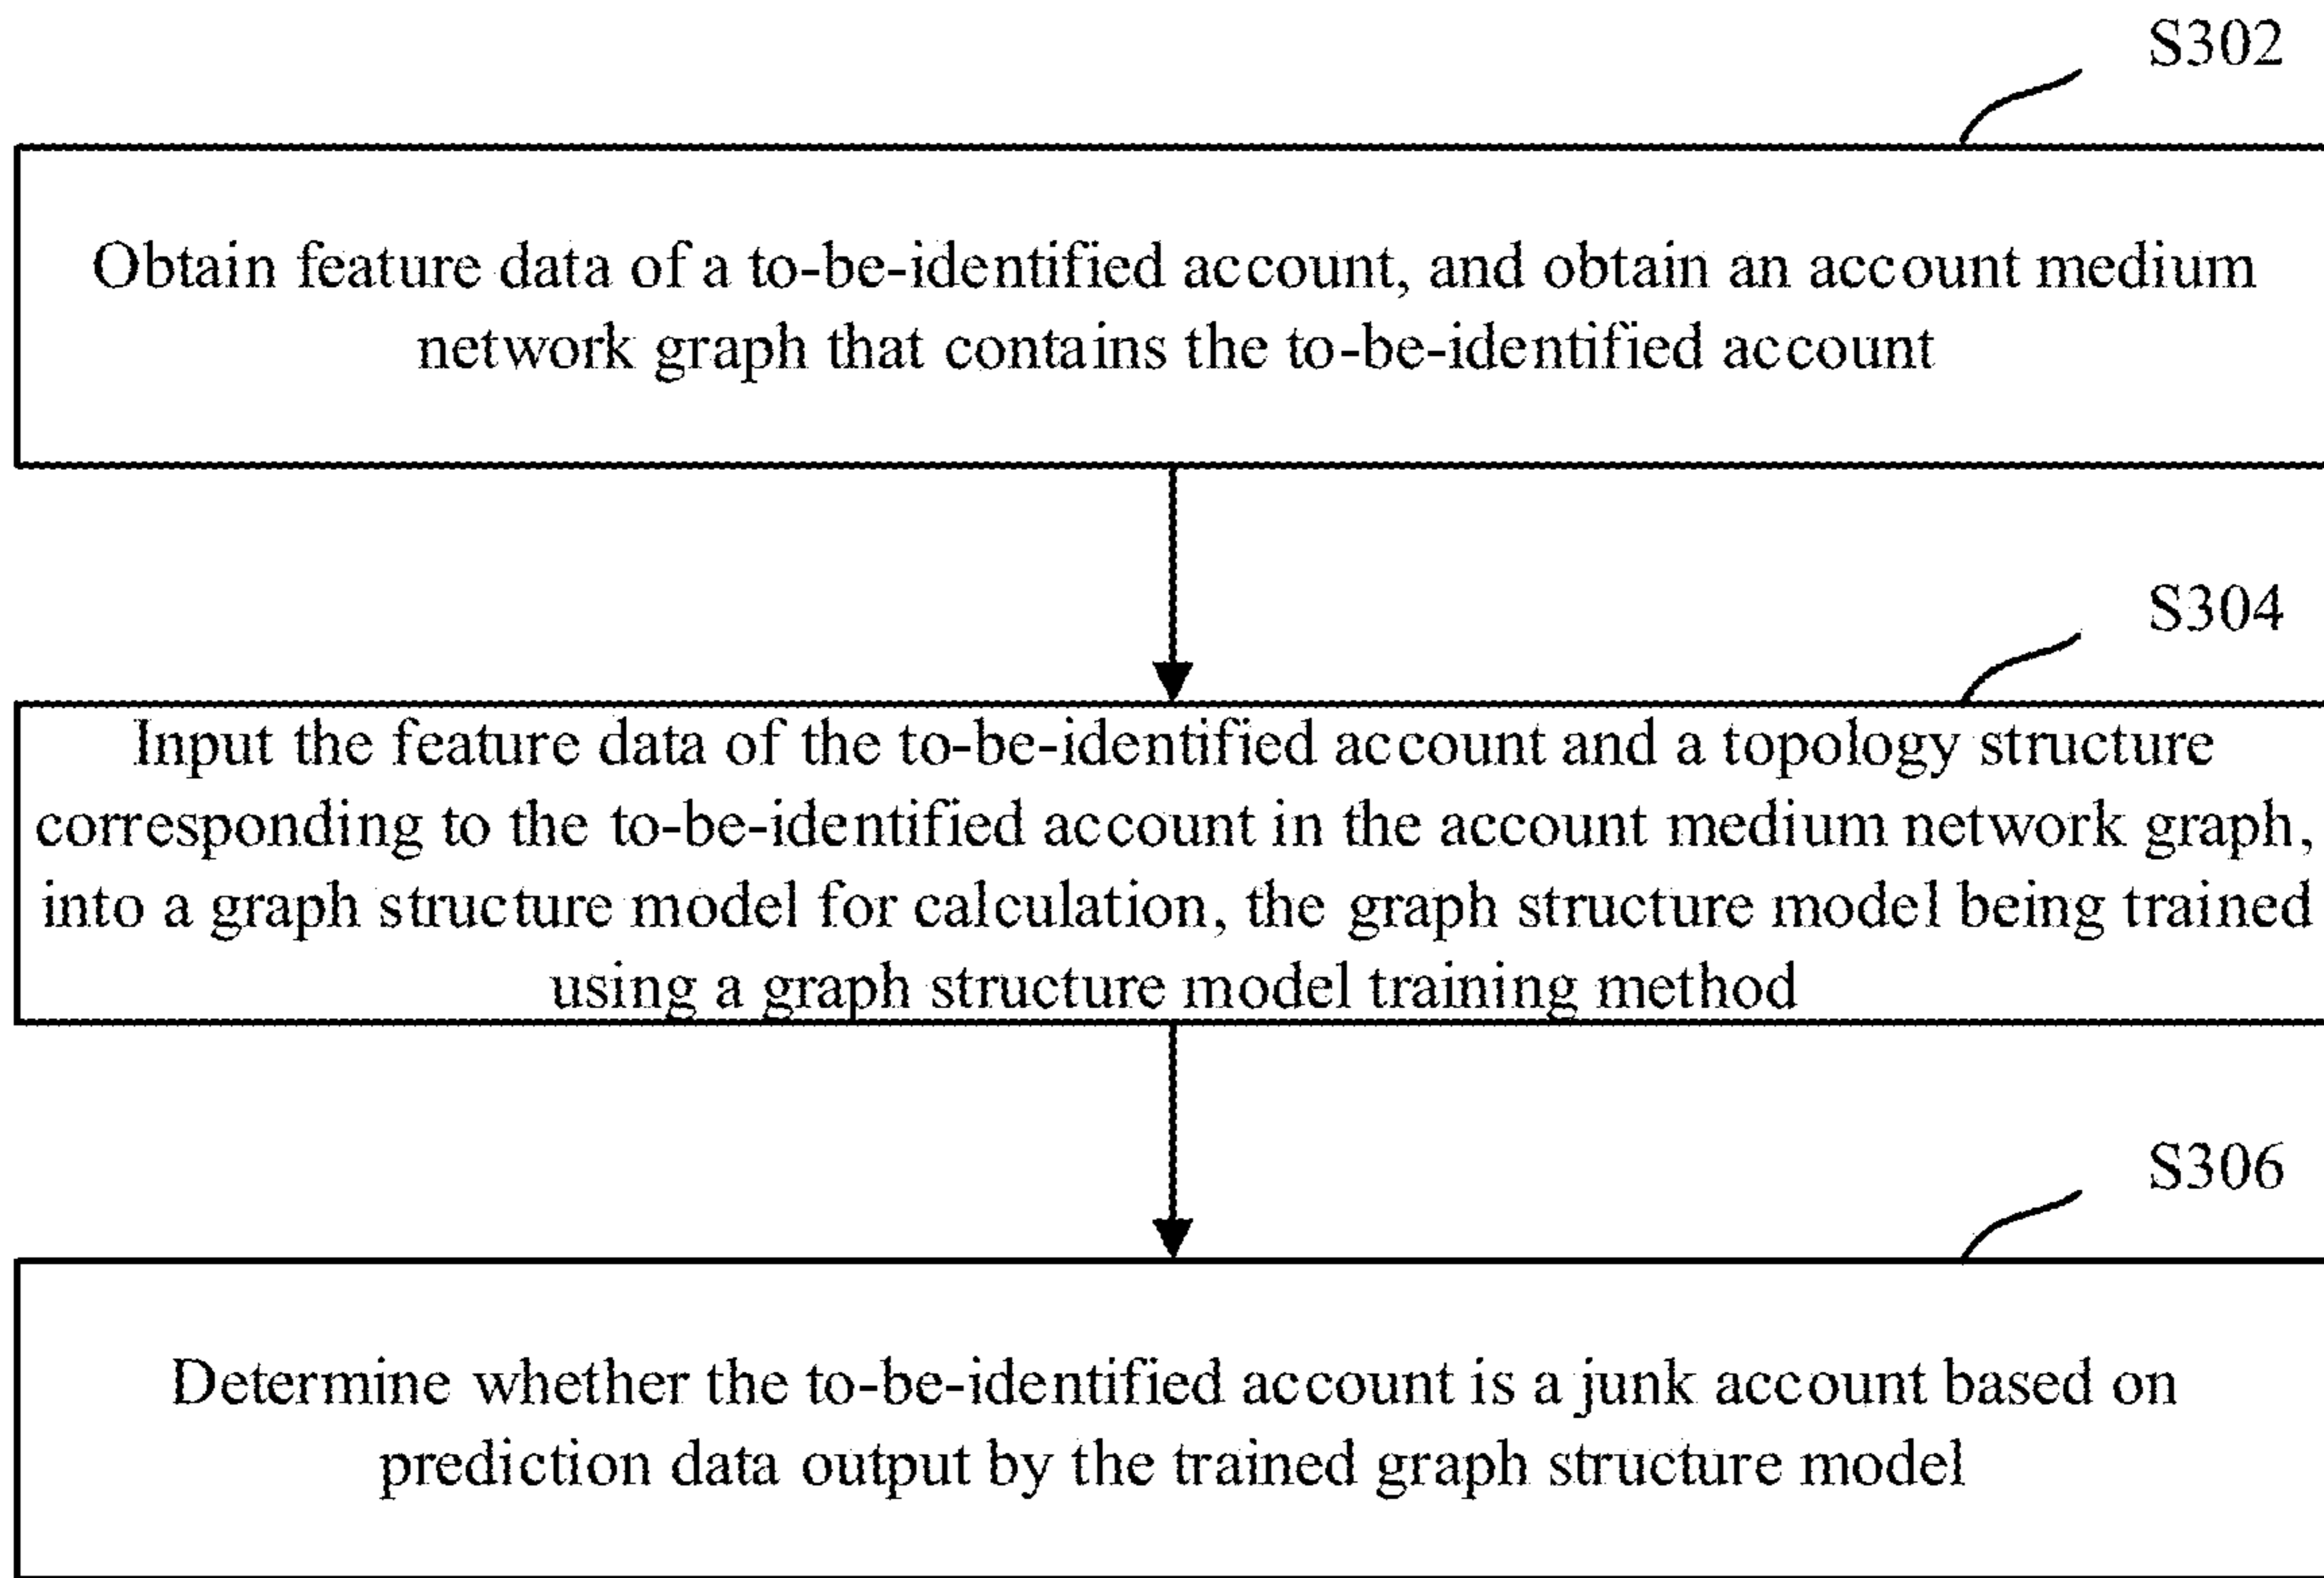 S302
Obtain feature data of a to-be-identified account, and obtain an account medium
network graph that contains the to-be-identified account
S304
Input the feature data of the to-be-identified account and a topology structure
corresponding to the to-be-identified account in the account medium network graph,
into a graph structure model for calculation, the graph structure model being trained
using a graph structure model training method
S306
Determine whether the to-be-identified account is a junk account based on
prediction data output by the trained graph structure model